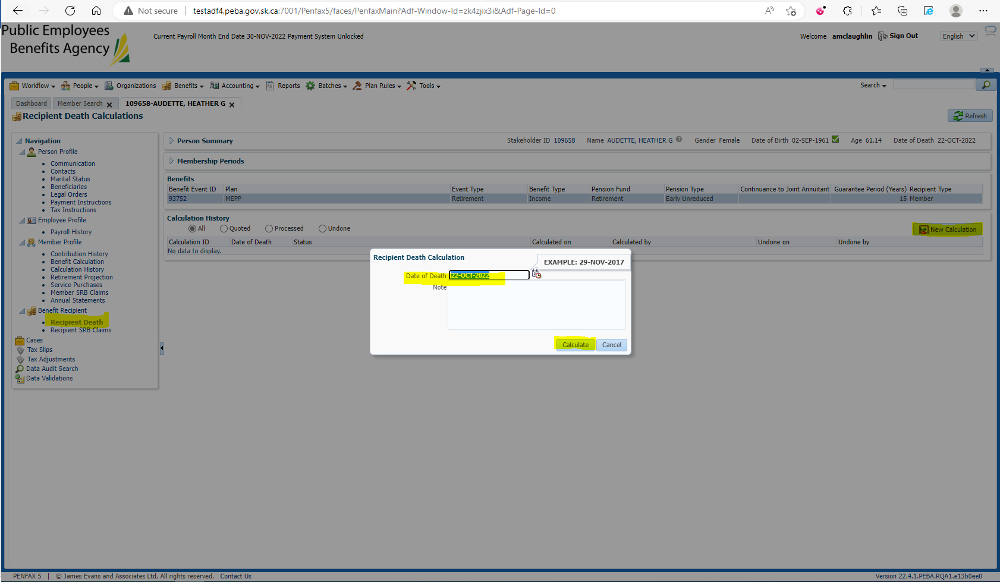 Not secure | testadf4.peba.gov.sk.ca:7001/Penfax5/faces/PenfaxMain?Adf-Window-Id=zk4zjix3i&Adf-Page-Id=0
Public Employees
Benefits Agency
Current Payroll Month End Date 30-NOV-2022 Payment System Unlocked
Welcome amclaughlin Sign Out English
Workflow People Organizations Benefits Accounting Reports Batches Plan Rules Tools Search
Dashboard Member Search 109658-AUDETTE, HEATHER G
Recipient Death Calculations Refresh
Navigation
Person Profile
Communication
Contacts
Marital Status
Beneficiaries
Legal Orders
Payment Instructions
Tax Instructions
Employee Profile
Payroll History
Member Profile
Contribution History
Benefit Calculation
Calculation History
Retirement Projection
Service Purchases
Member SRB Claims
Annual Statements
Benefit Recipient
Recipient Death
Recipient SRB Claims
Cases
Tax Slips
Tax Adjustments
Data Audit Search
Data Validations
Person Summary Stakeholder ID 109658 Name AUDETTE, HEATHER G Gender Female Date of Birth 02-SEP-1961 Age 61.14 Date of Death 22-OCT-2022
Membership Periods
Benefits
Benefit Event ID Plan Event Type Benefit Type Pension Fund Pension Type Continuance to Joint Annuitant Guarantee Period (Years) Recipient Type
93752 MEPP Retirement Income Retirement Early Unreduced 15 Member
Calculation History
All Quoted Processed Undone New Calculation
Calculation ID Date of Death Status Calculated on Calculated by Undone on Undone by
No data to display.
Recipient Death Calculation
EXAMPLE: 29-NOV-2017
Date of Death 22-OCT-2022
Note
Calculate Cancel
PENFAX 5 | © James Evans and Associates Ltd. All rights reserved. Contact Us Version 22.4.1.PEBA.RQA1.e13b0ee0